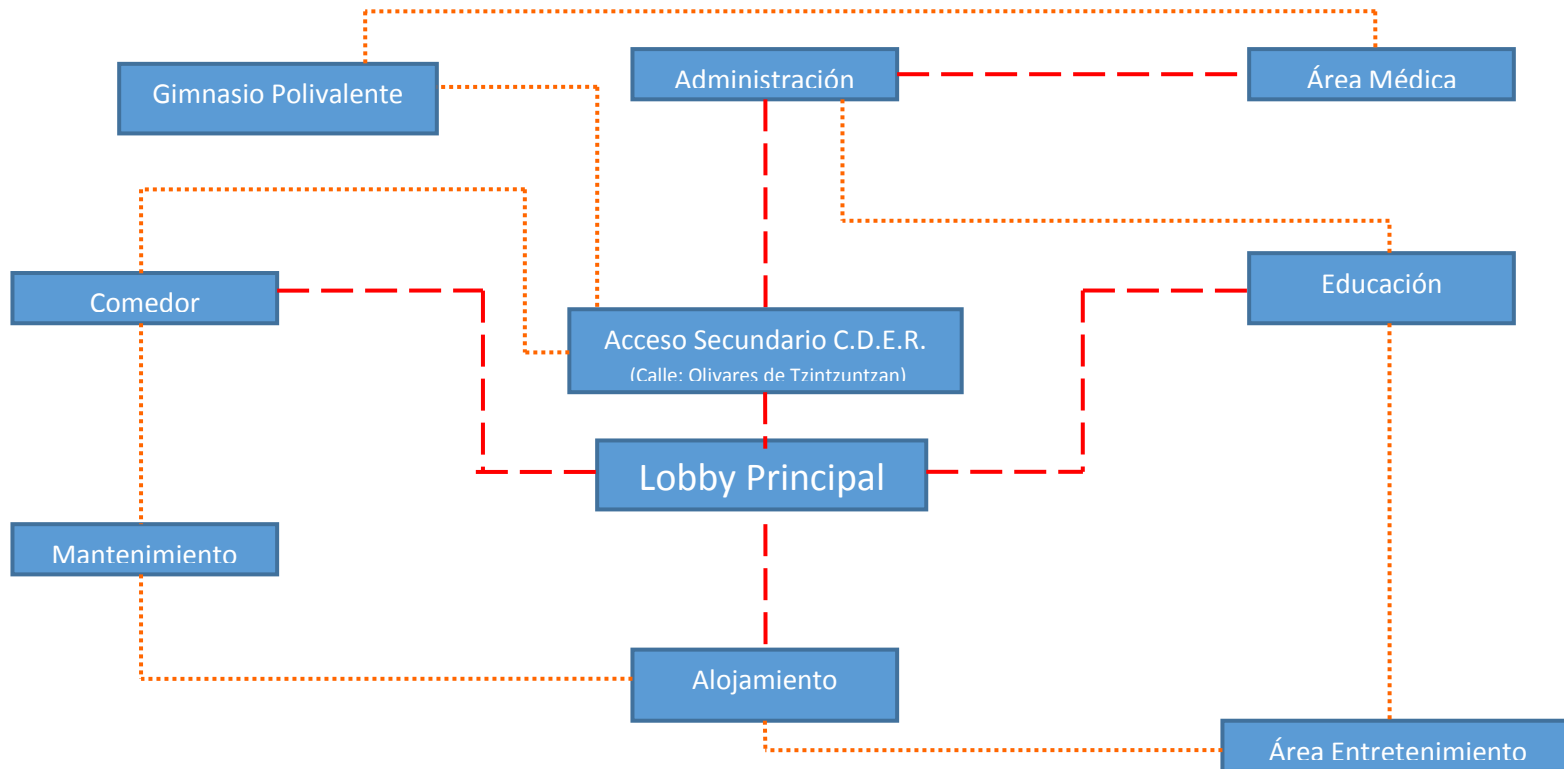 Gimnasio Polivalente
Administración
Área Médica
Comedor
Acceso Secundario C.D.E.R.
(Calle: Olivares de Tzintzuntzan)
Educación
Lobby Principal
Mantenimiento
Alojamiento
Área Entretenimiento